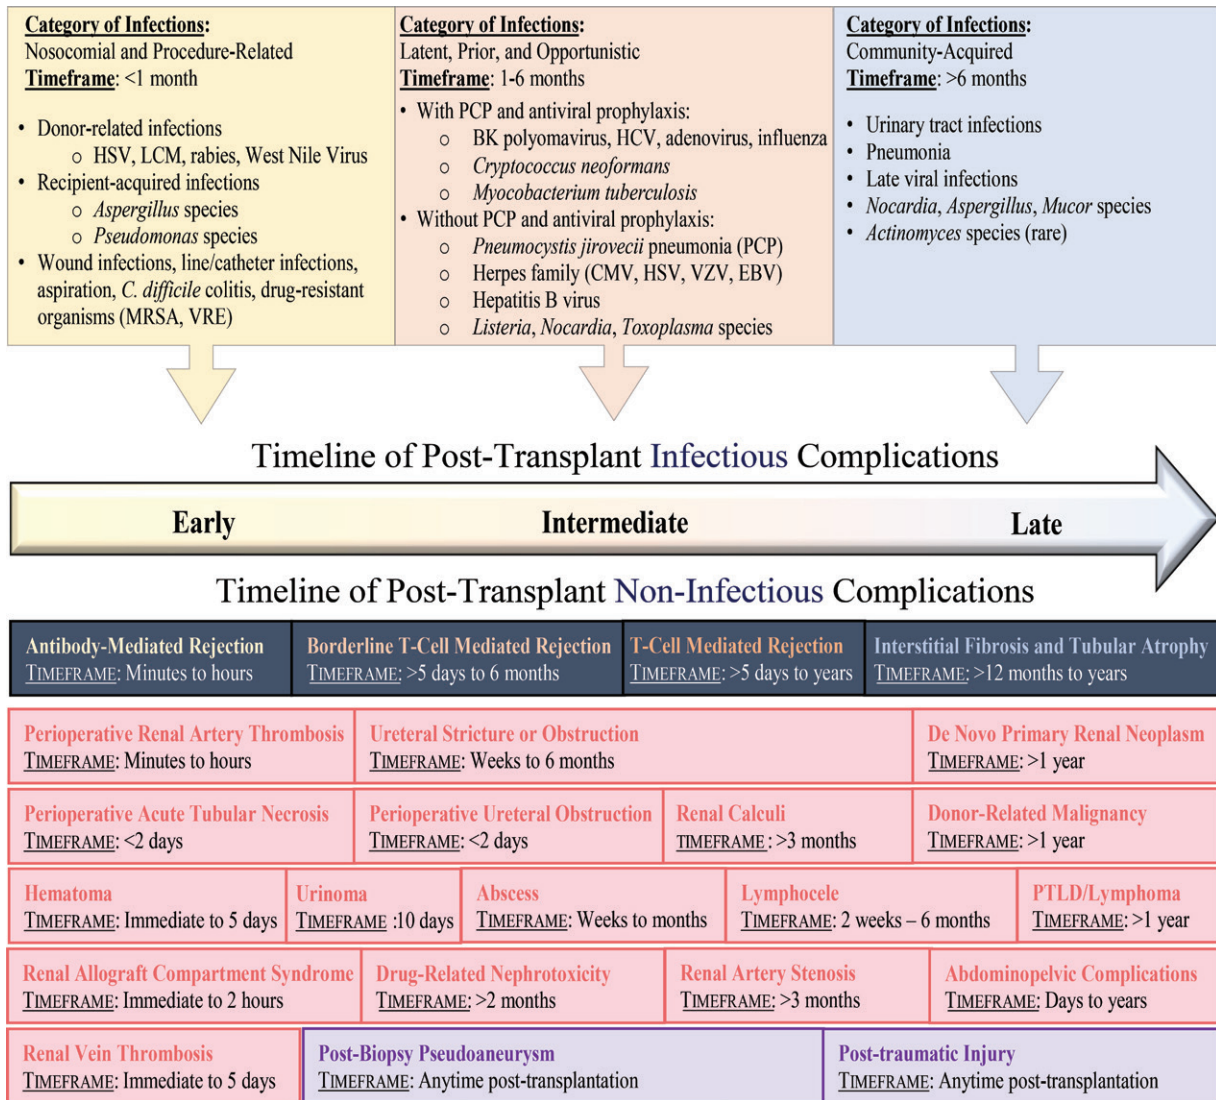 Category of Infections:
Nosocomial and Procedure-Related
Timeframe: <1 month
• Donor-related infections
o HSV, LCM, rabies, West Nile Virus
• Recipient-acquired infections
o Aspergillus species
o Pseudomonas species
• Wound infections, line/catheter infections,
aspiration, C. difficile colitis, drug-resistant
organisms (MRSA, VRE)
Category of Infections:
Latent, Prior, and Opportunistic
Timeframe: 1-6 months
• With PCP and antiviral prophylaxis:
o BK polyomavirus, HCV, adenovirus, influenza
o Cryptococcus neoformans
o Myocobacterium tuberculosis
• Without PCP and antiviral prophylaxis:
o Pneumocystis jirovecii pneumonia (PCP)
o Herpes family (CMV, HSV, VZV, EBV)
o Hepatitis B virus
o Listeria, Nocardia, Toxoplasma species
Category of Infections:
Community-Acquired
Timeframe: >6 months
• Urinary tract infections
• Pneumonia
• Late viral infections
• Nocardia, Aspergillus, Mucor species
• Actinomyces species (rare)
Timeline of Post-Transplant Infectious Complications
Early
Intermediate
Late
Timeline of Post-Transplant Non-Infectious Complications
Antibody-Mediated Rejection
TIMEFRAME: Minutes to hours
Borderline T-Cell Mediated Rejection
TIMEFRAME: >5 days to 6 months
T-Cell Mediated Rejection
TIMEFRAME: >5 days to years
Interstitial Fibrosis and Tubular Atrophy
TIMEFRAME: >12 months to years
Perioperative Renal Artery Thrombosis
TIMEFRAME: Minutes to hours
Ureteral Stricture or Obstruction
TIMEFRAME: Weeks to 6 months
De Novo Primary Renal Neoplasm
TIMEFRAME: >1 year
Perioperative Acute Tubular Necrosis
TIMEFRAME: <2 days
Perioperative Ureteral Obstruction
TIMEFRAME: <2 days
Renal Calculi
TIMEFRAME: >3 months
Donor-Related Malignancy
TIMEFRAME: >1 year
Hematoma
TIMEFRAME: Immediate to 5 days
Urinoma
TIMEFRAME :10 days
Abscess
TIMEFRAME: Weeks to months
Lymphocele
TIMEFRAME: 2 weeks – 6 months
PTLD/Lymphoma
TIMEFRAME: >1 year
Renal Allograft Compartment Syndrome
TIMEFRAME: Immediate to 2 hours
Drug-Related Nephrotoxicity
TIMEFRAME: >2 months
Renal Artery Stenosis
TIMEFRAME: >3 months
Abdominopelvic Complications
TIMEFRAME: Days to years
Renal Vein Thrombosis
TIMEFRAME: Immediate to 5 days
Post-Biopsy Pseudoaneurysm
TIMEFRAME: Anytime post-transplantation
Post-traumatic Injury
TIMEFRAME: Anytime post-transplantation